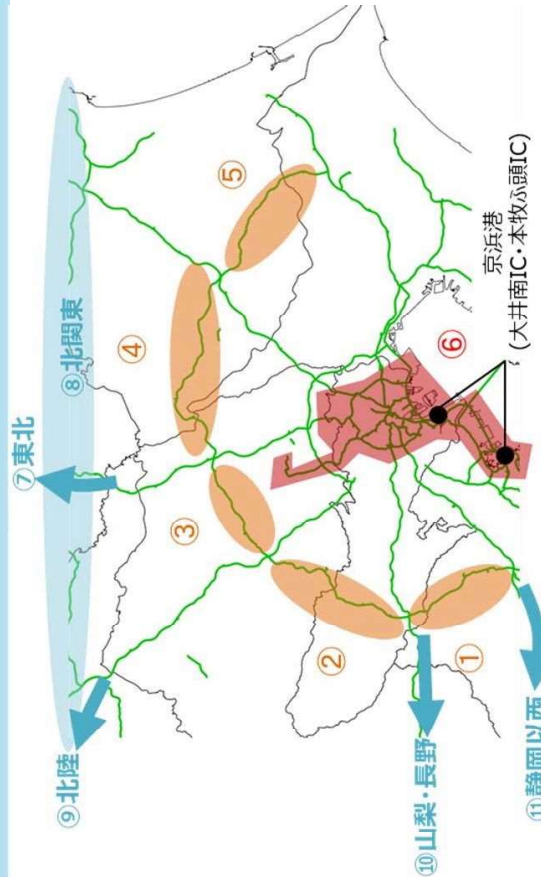 ⑦東北
⑧北関東
⑨北陸
④
⑤
③
②
①
⑥
⑩山梨・長野
⑪静岡以西
京浜港
(大井南IC・本牧ふ頭IC)